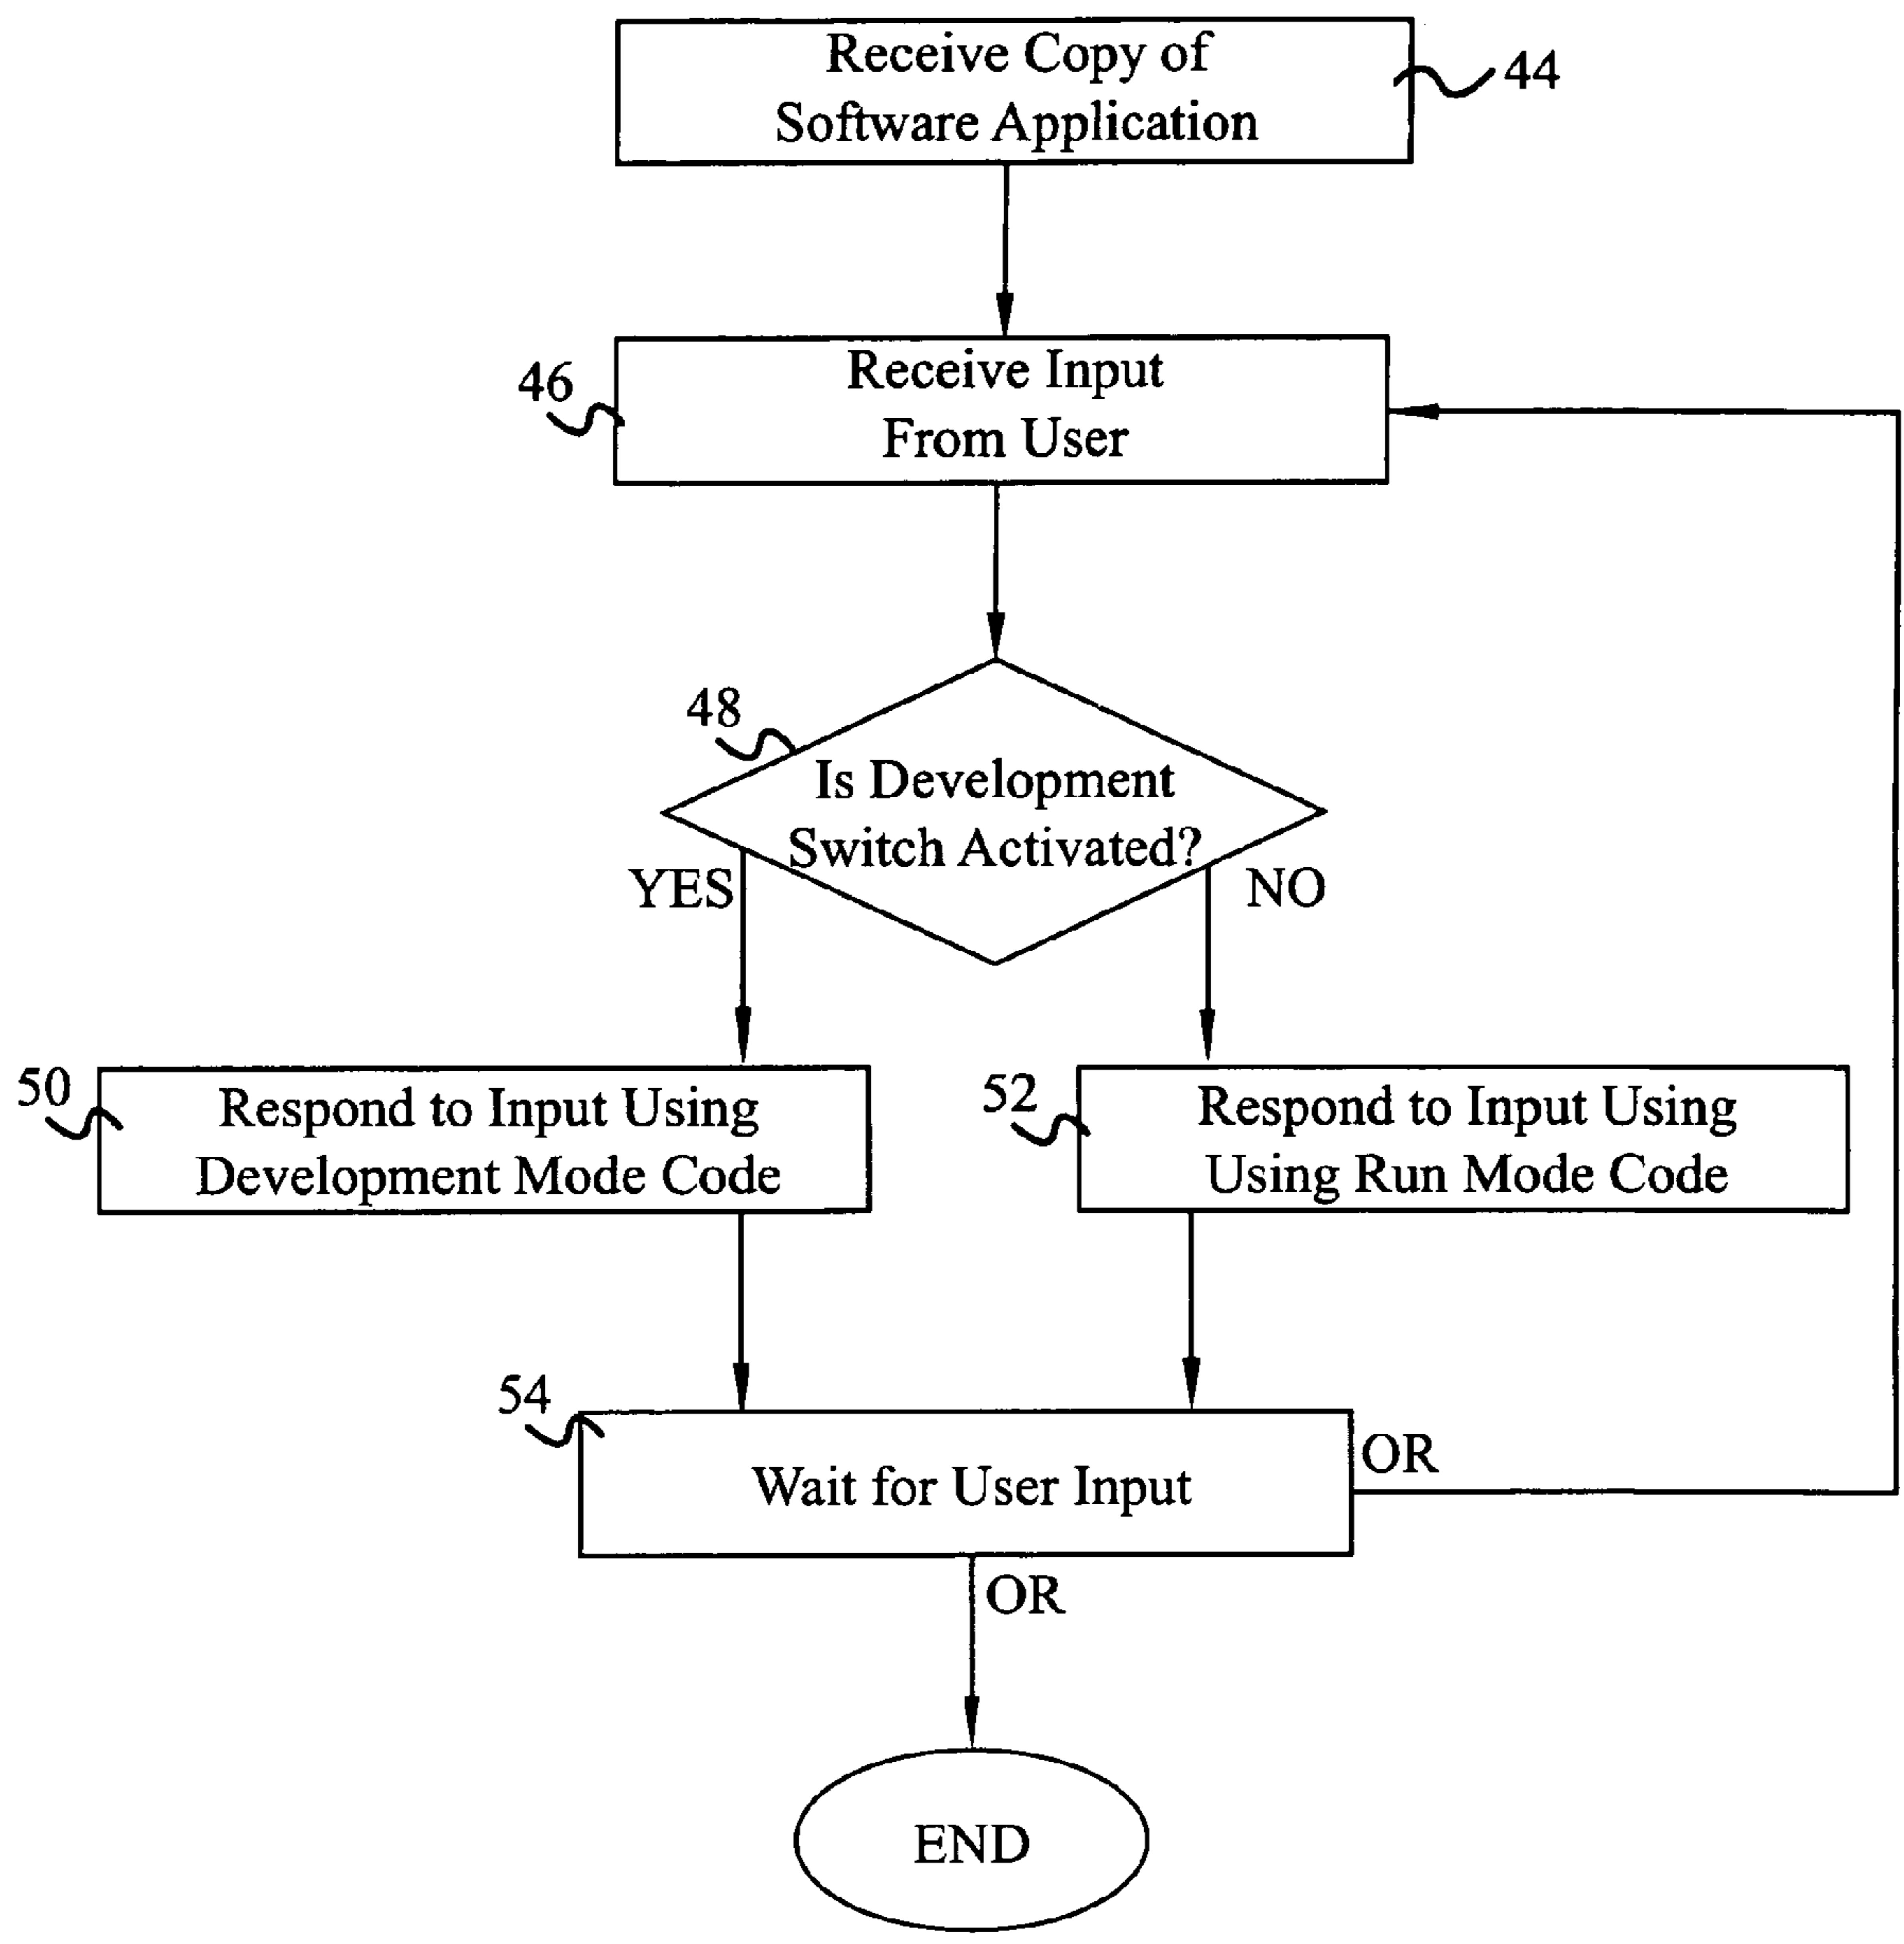 Receive Copy of
Software Application
44
46
Receive Input
From User
48
Is Development
Switch Activated?
YES
NO
50
Respond to Input Using
Development Mode Code
52
Respond to Input Using
Using Run Mode Code
54
Wait for User Input
OR
OR
END